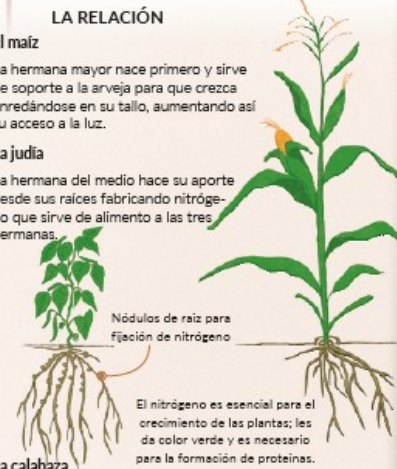 LA RELACIÓN
l maíz
a hermana mayor nace primero y sirve
e soporte a la arveja para que crezca
nredándose en su tallo, aumentando así
u acceso a la luz.
a judía
a hermana del medio hace su aporte
esde sus raíces fabricando nitróge-
o que sirve de alimento a las tres
ermanas.
Nódulos de raiz para
fijación de nitrógeno
El nitrógeno es esencial para el
crecimiento de las plantas; les
da color verde y es necesario
para la formación de proteinas.
a calabaza